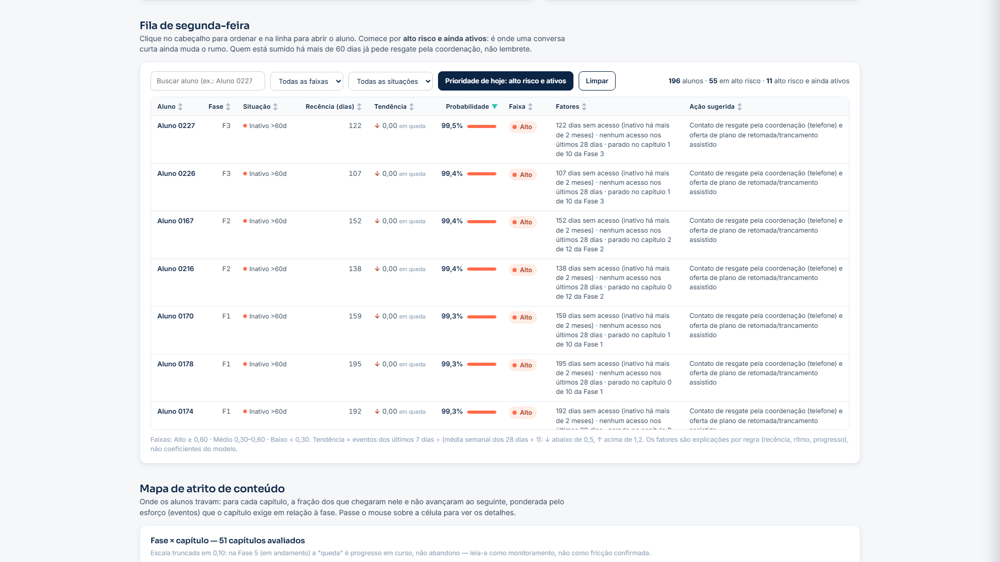 Fila de segunda-feira
Clique no cabeçalho para ordenar e na linha para abrir o aluno. Comece por alto risco e ainda ativos: é onde uma conversa
curta ainda muda o rumo. Quem está sumido há mais de 60 dias já pede resgate pela coordenação, não lembrete.
Buscar aluno (ex.: Aluno 0227 Todas as faixas Todas as situações Prioridade de hoje: alto risco e ativos Limpar 196 alunos · 55 em alto risco · 11 alto risco e ainda ativos
Aluno ↕ Fase ↕ Situação ↕ Recência (dias) ↕ Tendência ↕ Probabilidade ▼ Faixa ↕ Fatores ↕ Ação sugerida ↕
Aluno 0227 F3 Inativo >60d 122 ↓ 0,00 em queda 99,5% Alto 122 dias sem acesso (inativo há mais Contato de resgate pela coordenação (telefone) e
de 2 meses) · nenhum acesso nos oferta de plano de retomada/trancamento
últimos 28 dias · parado no capítulo 1 assistido
de 10 da Fase 3
Aluno 0226 F3 Inativo >60d 107 ↓ 0,00 em queda 99,4% Alto 107 dias sem acesso (inativo há mais Contato de resgate pela coordenação (telefone) e
de 2 meses) · nenhum acesso nos oferta de plano de retomada/trancamento
últimos 28 dias · parado no capítulo 1 assistido
de 10 da Fase 3
Aluno 0167 F2 Inativo >60d 152 ↓ 0,00 em queda 99,4% Alto 152 dias sem acesso (inativo há mais Contato de resgate pela coordenação (telefone) e
de 2 meses) · nenhum acesso nos oferta de plano de retomada/trancamento
últimos 28 dias · parado no capítulo 2 assistido
de 12 da Fase 2
Aluno 0216 F2 Inativo >60d 138 ↓ 0,00 em queda 99,4% Alto 138 dias sem acesso (inativo há mais Contato de resgate pela coordenação (telefone) e
de 2 meses) · nenhum acesso nos oferta de plano de retomada/trancamento
últimos 28 dias · parado no capítulo 0 assistido
de 12 da Fase 2
Aluno 0170 F1 Inativo >60d 159 ↓ 0,00 em queda 99,3% Alto 159 dias sem acesso (inativo há mais Contato de resgate pela coordenação (telefone) e
de 2 meses) · nenhum acesso nos oferta de plano de retomada/trancamento
últimos 28 dias · parado no capítulo 1 assistido
de 10 da Fase 1
Aluno 0178 F1 Inativo >60d 195 ↓ 0,00 em queda 99,3% Alto 195 dias sem acesso (inativo há mais Contato de resgate pela coordenação (telefone) e
de 2 meses) · nenhum acesso nos oferta de plano de retomada/trancamento
últimos 28 dias · parado no capítulo 0 assistido
de 10 da Fase 1
Aluno 0174 F1 Inativo >60d 192 ↓ 0,00 em queda 99,3% Alto 192 dias sem acesso (inativo há mais Contato de resgate pela coordenação (telefone) e
de 2 meses) · nenhum acesso nos oferta de plano de retomada/trancamento
Faixas: Alto ≥ 0,60 · Médio 0,30–0,60 · Baixo < 0,30. Tendência = eventos dos últimos 7 dias ÷ (média semanal dos 28 dias + 1): ↓ abaixo de 0,5, ↑ acima de 1,2. Os fatores são explicações por regra (recência, ritmo, progresso),
não coeficientes do modelo.
Mapa de atrito de conteúdo
Onde os alunos travam: para cada capítulo, a fração dos que chegaram nele e não avançaram ao seguinte, ponderada pelo
esforço (eventos) que o capítulo exige em relação à fase. Passe o mouse sobre a célula para ver os detalhes.
Fase × capítulo — 51 capítulos avaliados
Escala truncada em 0,10: na Fase 5 (em andamento) a "queda" é progresso em curso, não abandono — leia-a como monitoramento, não como fricção confirmada.